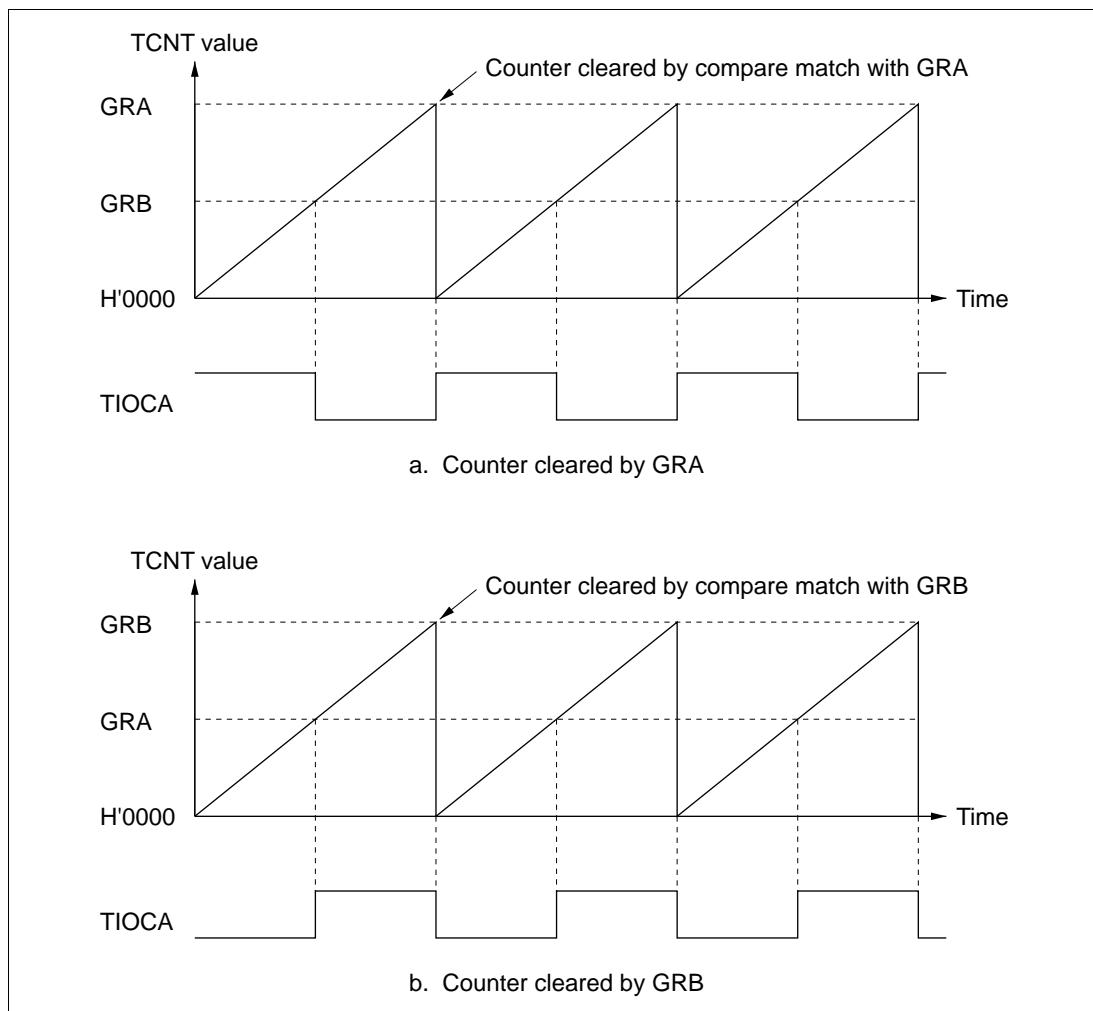 TCNT value
Counter cleared by compare match with GRA
GRA
GRB
H'0000
Time
TIOCA
a. Counter cleared by GRA
TCNT value
Counter cleared by compare match with GRB
GRB
GRA
H'0000
Time
TIOCA
b. Counter cleared by GRB